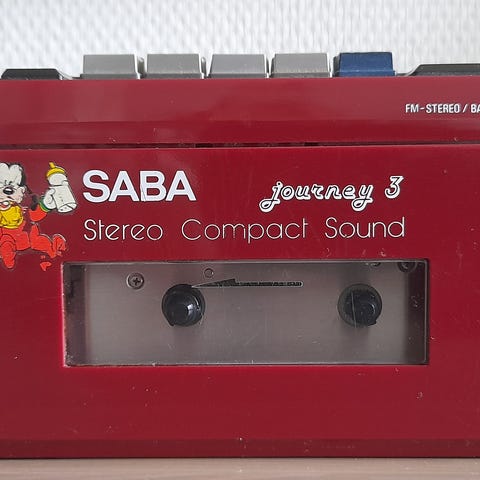 FM-STEREO / BA
SABA
journey 3
Stereo Compact Sound